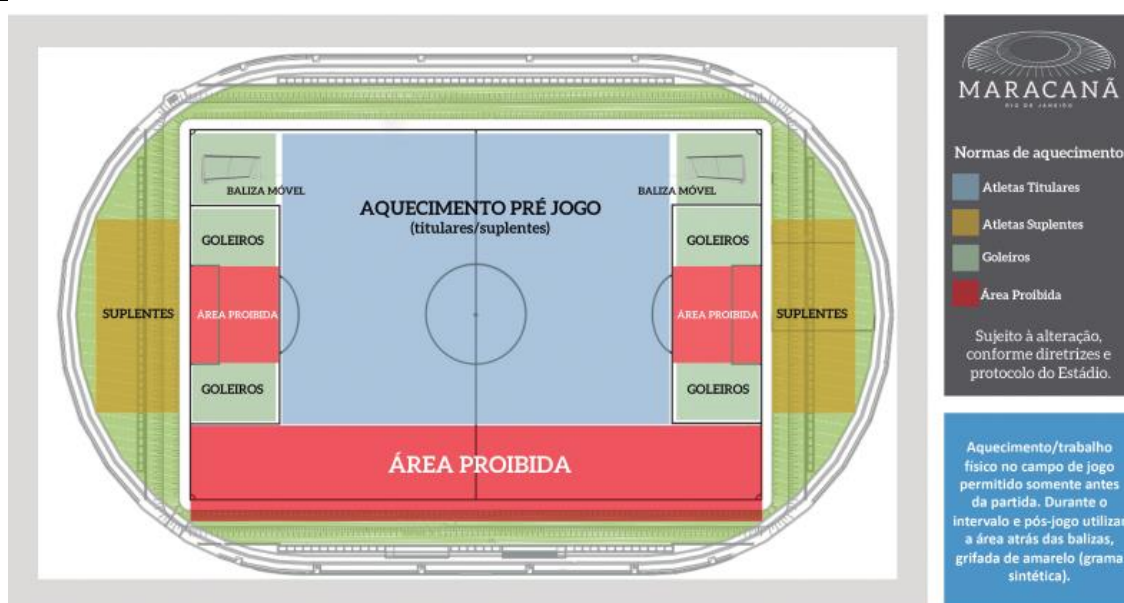 BALIZA MÓVEL
BALIZA MÓVEL
AQUECIMENTO PRÉ JOGO
(titulares/suplentes)
GOLEIROS
GOLEIROS
SUPLENTES
ÁREA PROIBIDA
ÁREA PROIBIDA
SUPLENTES
GOLEIROS
GOLEIROS
ÁREA PROIBIDA
MARACANÃ
RIO DE JANEIRO
Normas de aquecimento
Atletas Titulares
Atletas Suplentes
Goleiros
Área Proibida
Sujeito à alteração,
conforme diretrizes e
protocolo do Estádio.
Aquecimento/trabalho
físico no campo de jogo
permitido somente antes
da partida. Durante o
intervalo e pós-jogo utilizar
a área atrás das balizas,
grifada de amarelo (grama
sintética).